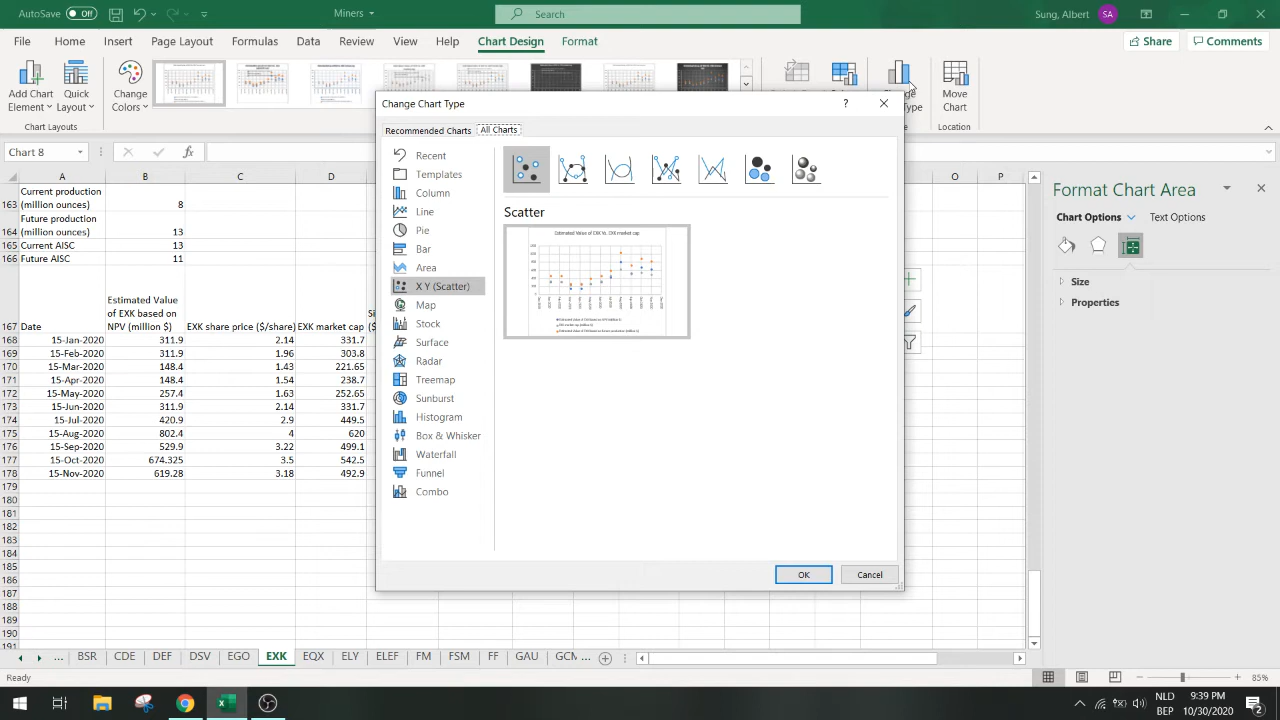 AutoSave Off Miners Search Sung, Albert SA
File Home Insert Page Layout Formulas Data Review View Help Chart Design Format Share Comments
Element Quick Layout Change Colors Move Chart
Chart Layouts Location
Change Chart Type ?
Recommended Charts All Charts
Chart 8 fx
Recent
Templates
Column
Line
Pie
Bar
Area
X Y (Scatter)
Map
Stock
Surface
Radar
Treemap
Sunburst
Histogram
Box & Whisker
Waterfall
Funnel
Combo
Scatter
Estimated Value of EXK Vs. EXK market cap
OK Cancel
B C D O P
Current production
163 (million ounces) 8
Future production
164 (million ounces) 13
165 Current AISC 13
166 Future AISC 11
Estimated Value
of EXK based on
Date NPV (million $) EXK share price ($/share) EXK market cap ($
2.14 331.7
15-Feb-2020 311.9 1.96 303.8
170 15-Mar-2020 148.4 1.43 221.65
171 15-Apr-2020 148.4 1.54 238.7
172 15-May-2020 257.4 1.63 252.65
173 15-Jun-2020 311.9 2.14 331.7
174 15-Jul-2020 420.9 2.9 449.5
175 15-Aug-2020 802.4 4 620
176 15-Sep-2020 529.9 3.22 499.1
177 15-Oct-2020 674.325 3.5 542.5
178 15-Nov-2020 619.28 3.18 492.9
179
180
181
182
183
184
185
186
187
188
189
190
191
Format Chart Area
Chart Options Text Options
Size
Properties
... BSR CDE DEF DSV EGO EXK EQX ELY ELEF FM FSM FF GAU GCM ...
Ready 85%
NLD 9:39 PM
BEP 10/30/2020 2